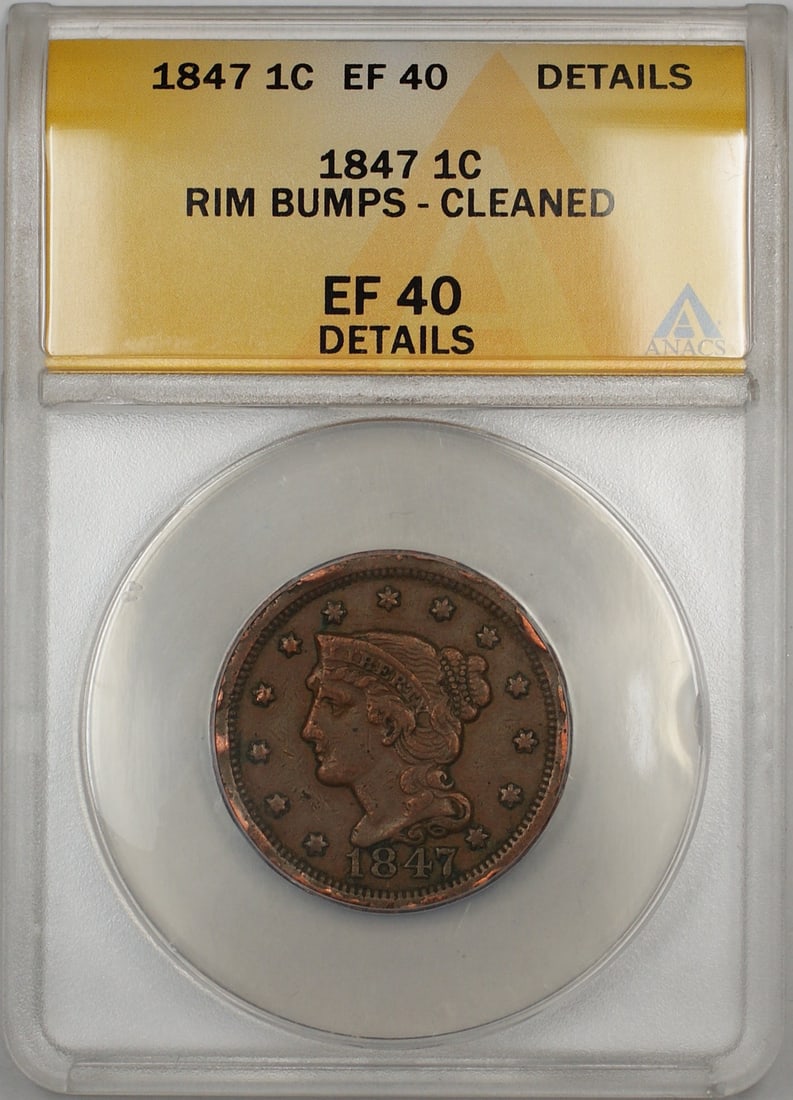 1847 1C EF 40 DETAILS
1847 1C
RIM BUMPS - CLEANED
EF 40
DETAILS
ANACS
LIBERTY
1847